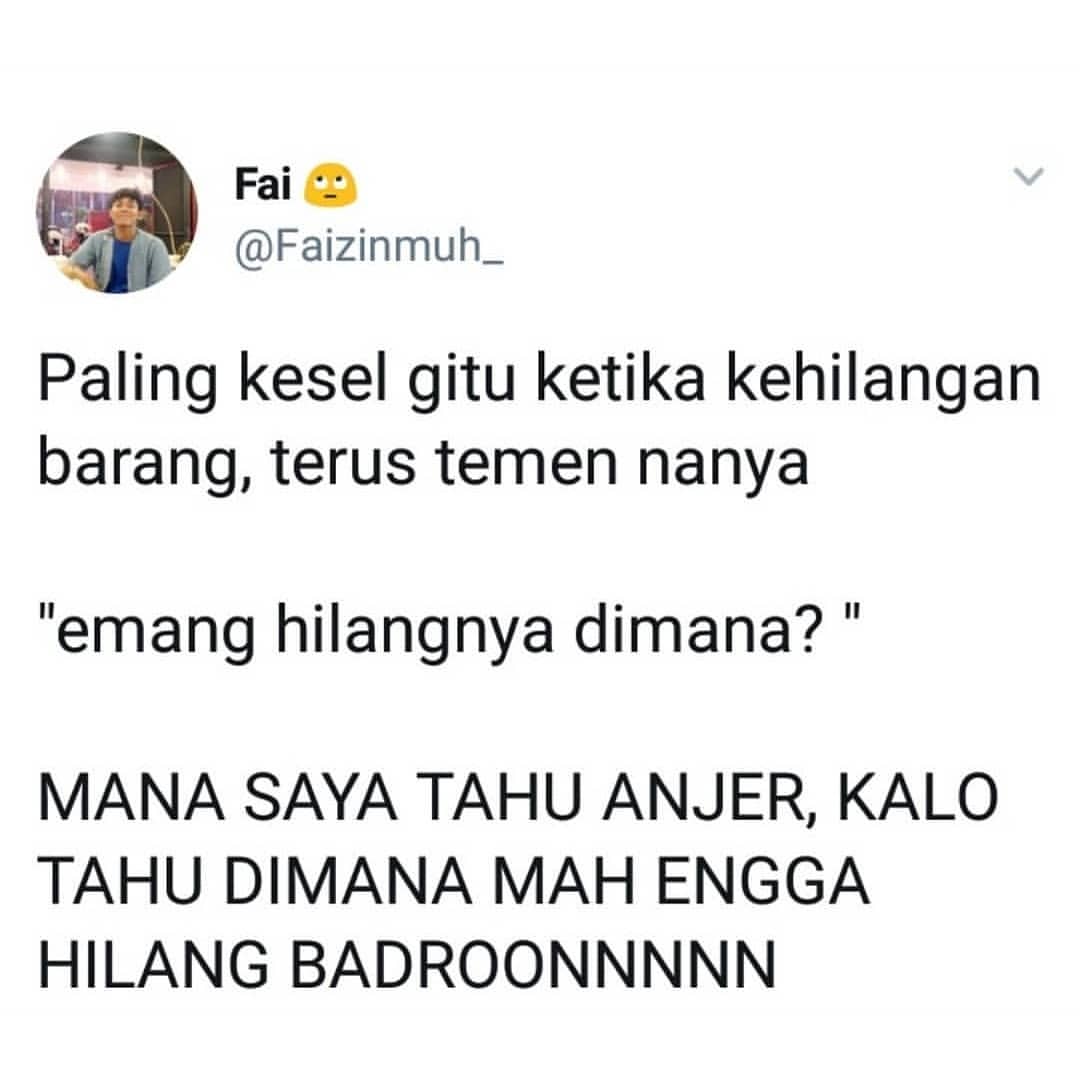 Fai 🙄
@Faizinmuh_
Paling kesel gitu ketika kehilangan
barang, terus temen nanya
"emang hilangnya dimana? "
MANA SAYA TAHU ANJER, KALO
TAHU DIMANA MAH ENGGA
HILANG BADROONNNNN